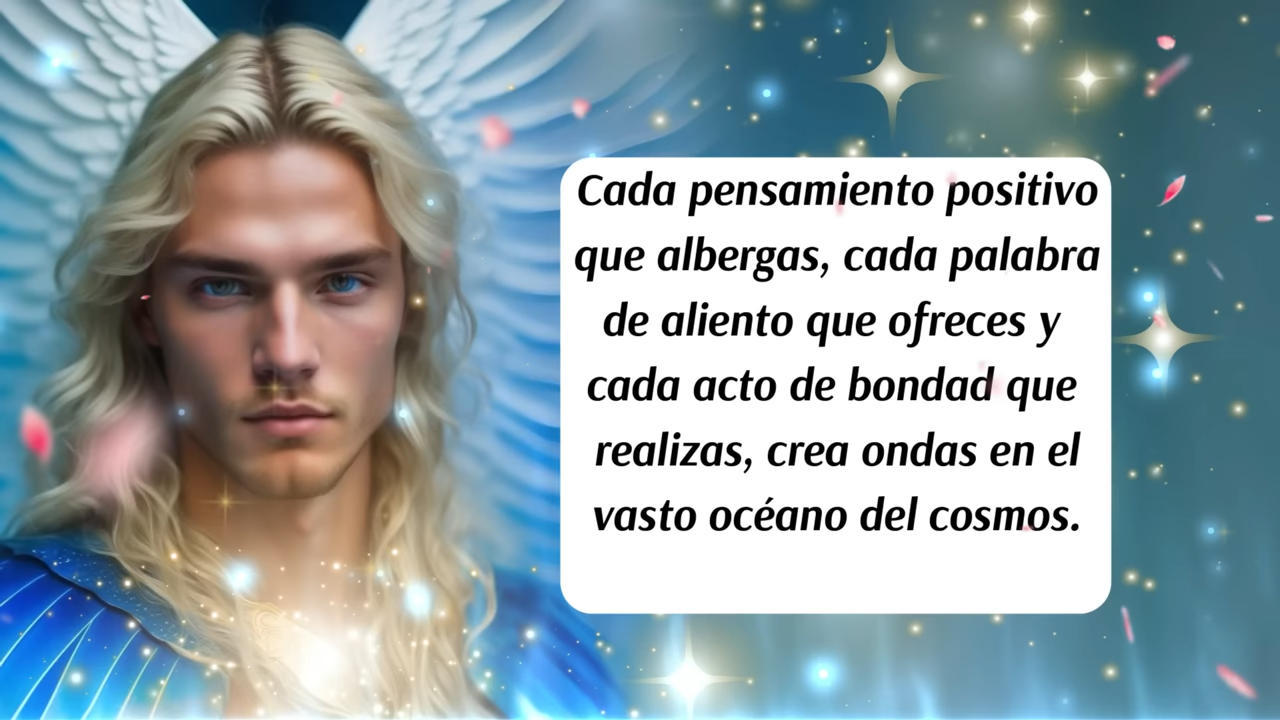 Cada pensamiento positivo
que albergas, cada palabra
de aliento que ofreces y
cada acto de bondad que
realizas, crea ondas en el
vasto océano del cosmos.